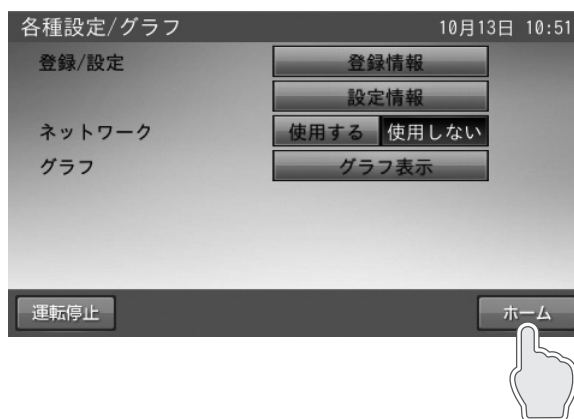 各種設定/グラフ 10月13日 10:51
登録/設定 登録情報
設定情報
ネットワーク 使用する 使用しない
グラフ グラフ表示
運転停止 ホーム